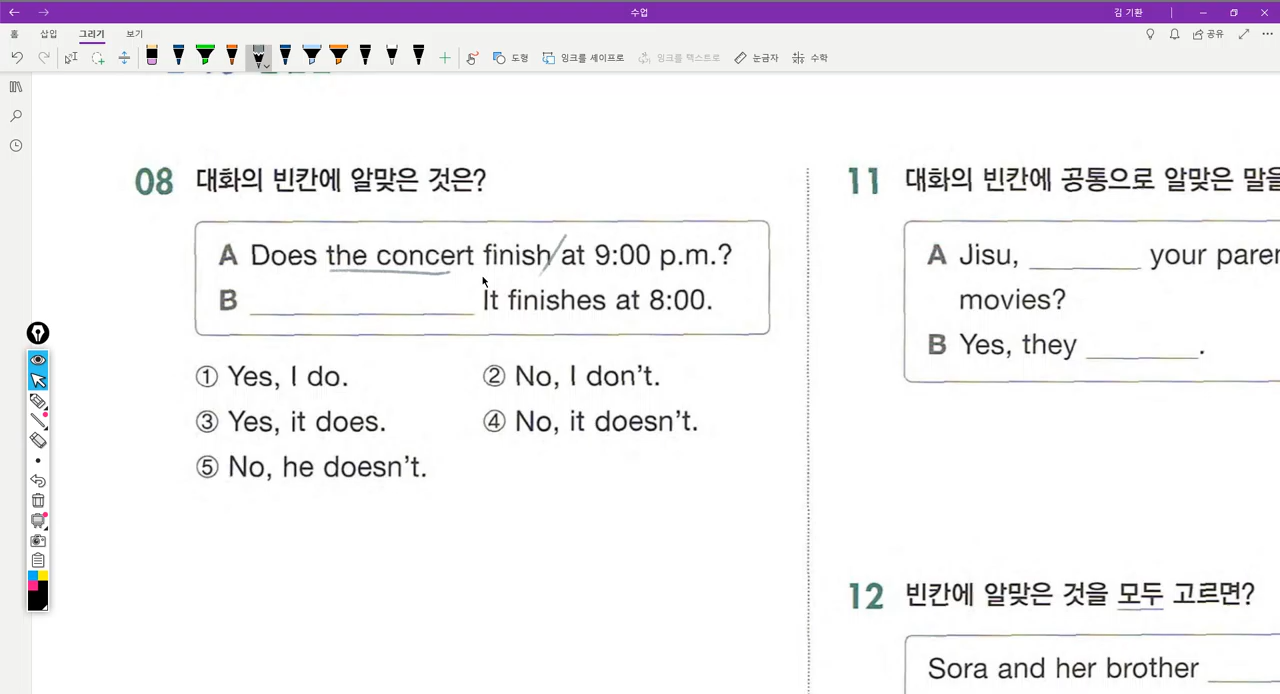 수업
김 기환
홈 삽입 그리기 보기
공유
도형 잉크를 셰이프로 잉크를 텍스트로 눈금자 수학
08 대화의 빈칸에 알맞은 것은?
A Does the concert finish at 9:00 p.m.?
B ____________ It finishes at 8:00.
① Yes, I do. ② No, I don't.
③ Yes, it does. ④ No, it doesn't.
⑤ No, he doesn't.
11 대화의 빈칸에 공통으로 알맞은 말을
A Jisu, ________ your paren
movies?
B Yes, they ________.
12 빈칸에 알맞은 것을 모두 고르면?
Sora and her brother ____